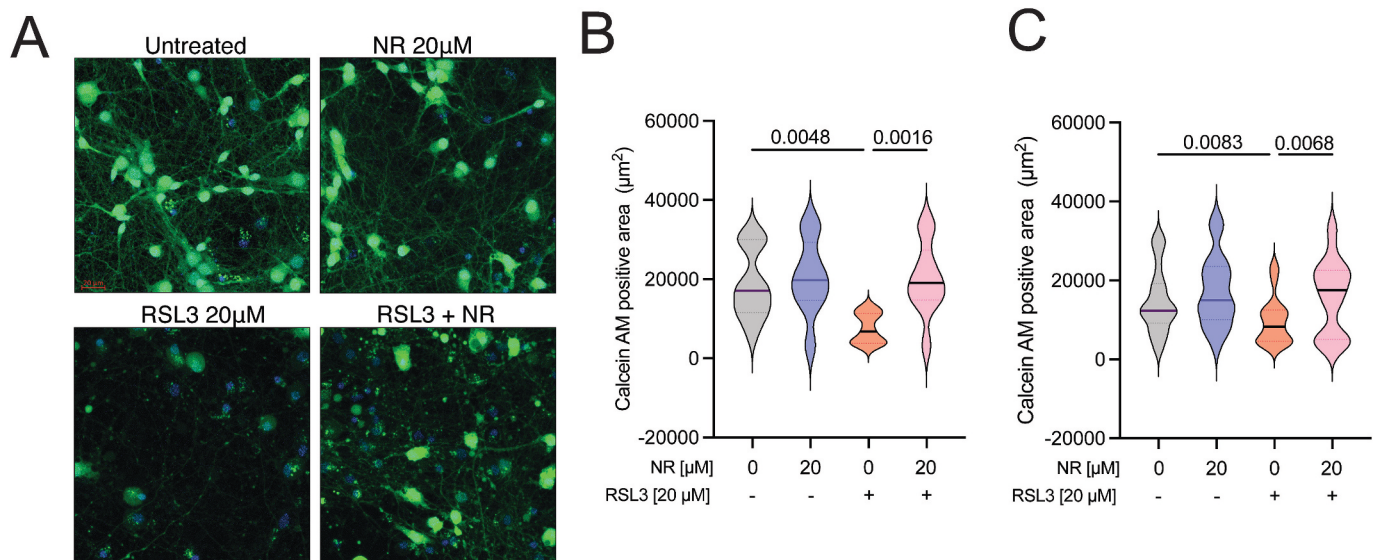 A
Untreated
NR 20µM
20 µm
RSL3 20µM
RSL3 + NR
B
Calcein AM positive area (µm²)
60000
40000
20000
0
-20000
0.0048
0.0016
NR [µM]
0
20
0
20
RSL3 [20 µM]
-
-
+
+
C
Calcein AM positive area (µm²)
60000
40000
20000
0
-20000
0.0083
0.0068
NR [µM]
0
20
0
20
RSL3 [20 µM]
-
-
+
+